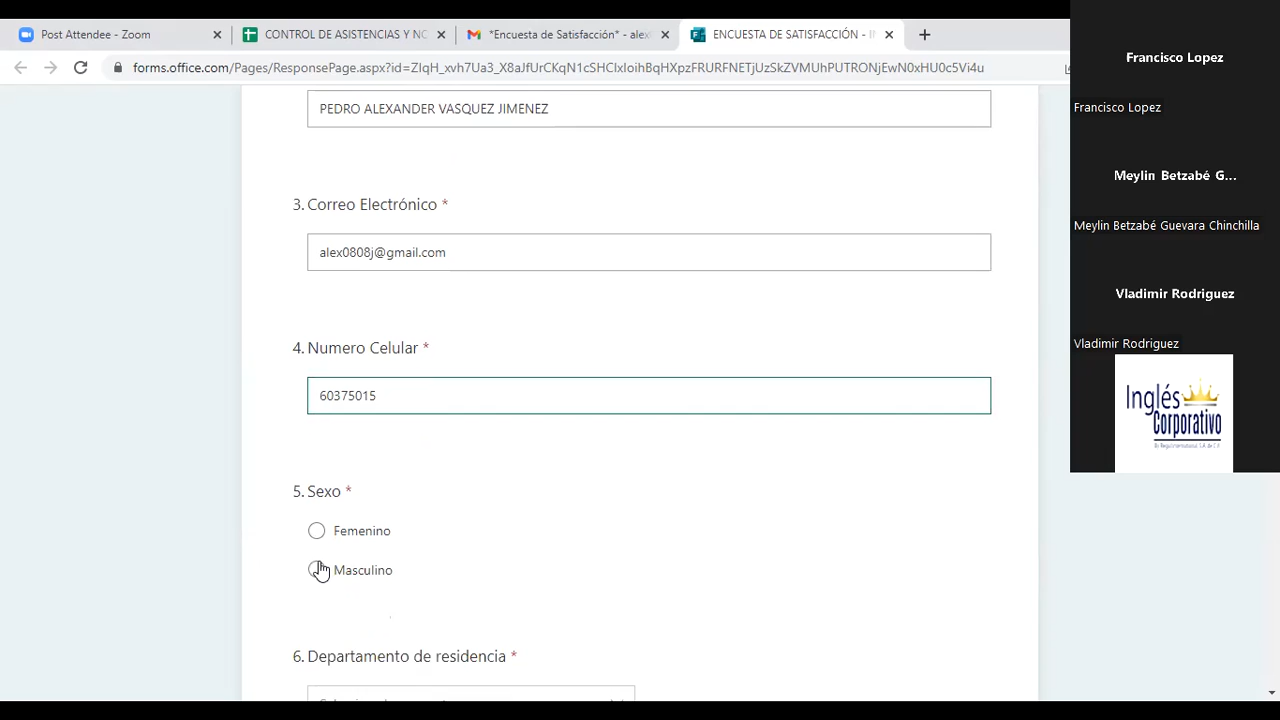 Post Attendee - Zoom
CONTROL DE ASISTENCIAS Y NC
*Encuesta de Satisfacción* - alex
ENCUESTA DE SATISFACCIÓN - I
forms.office.com/Pages/ResponsePage.aspx?id=ZIqH_xvh7Ua3_X8aJfUrCKqN1cSHCIxIoihBqHXpzFRURFNETjUzSkZVMUhPUTRONjEwN0xHU0c5Vi4u
PEDRO ALEXANDER VASQUEZ JIMENEZ
3. Correo Electrónico *
alex0808j@gmail.com
4. Numero Celular *
60375015
5. Sexo *
Femenino
Masculino
6. Departamento de residencia *
Francisco Lopez
Francisco Lopez
Meylin Betzabé G...
Meylin Betzabé Guevara Chinchilla
Vladimir Rodriguez
Vladimir Rodriguez
Inglés
Corporativo